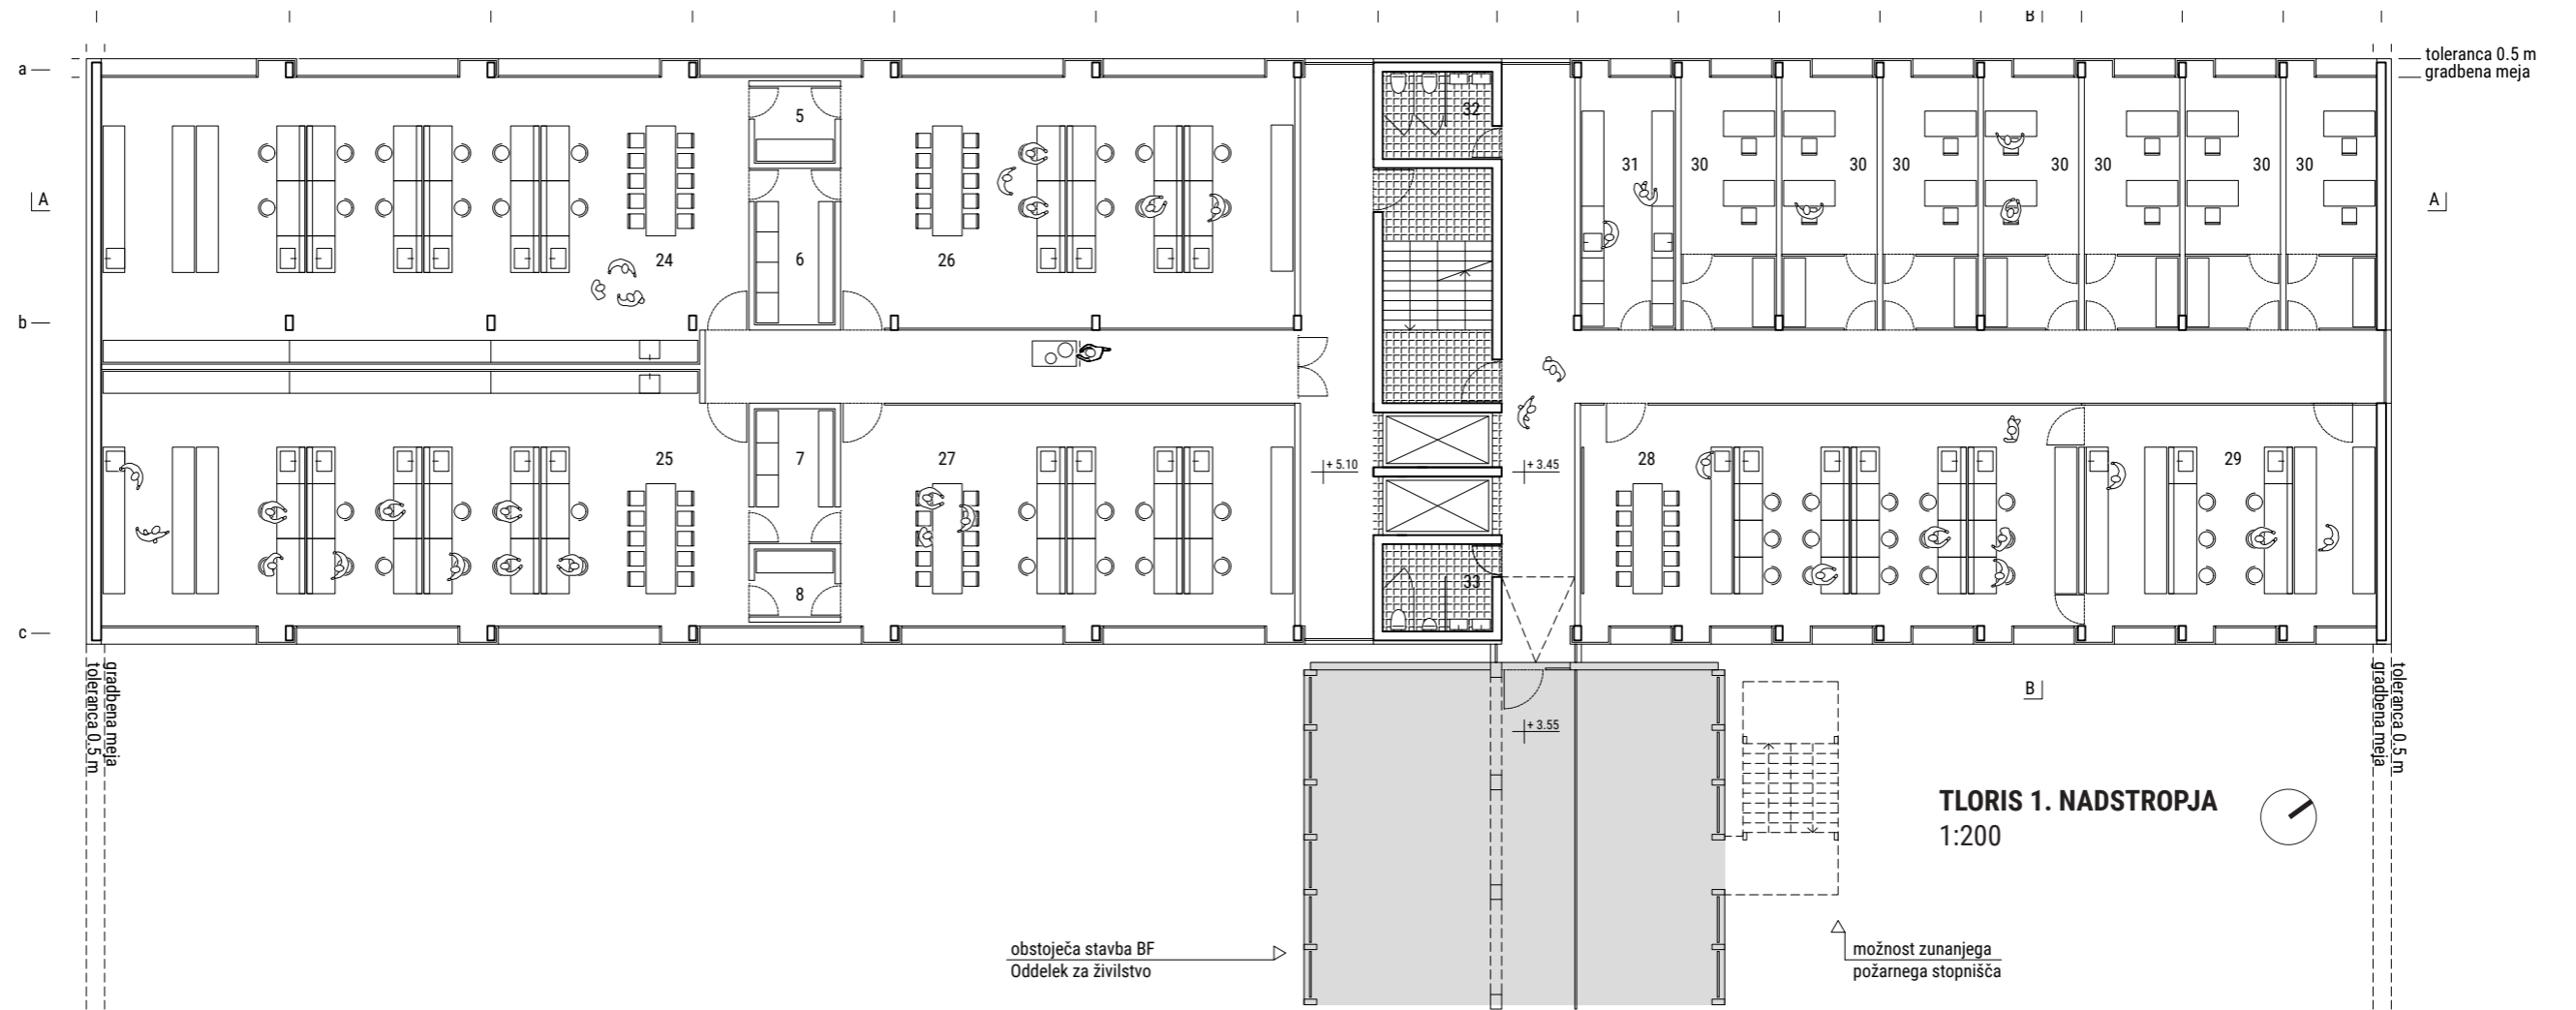 B
toleranca 0.5 m
a
gradbena meja
5
32
31
30
30
30
30
30
30
30
A
A
24
6
26
b
25
7
27
+ 5.10
+ 3.45
28
29
33
8
c
gradbena meja
toleranca 0.5 m
toleranca 0.5 m
gradbena meja
B
+ 3.55
TLORIS 1. NADSTROPJA
1:200
obstoječa stavba BF
Oddelek za živilstvo
možnost zunanjega
požarnega stopnišča